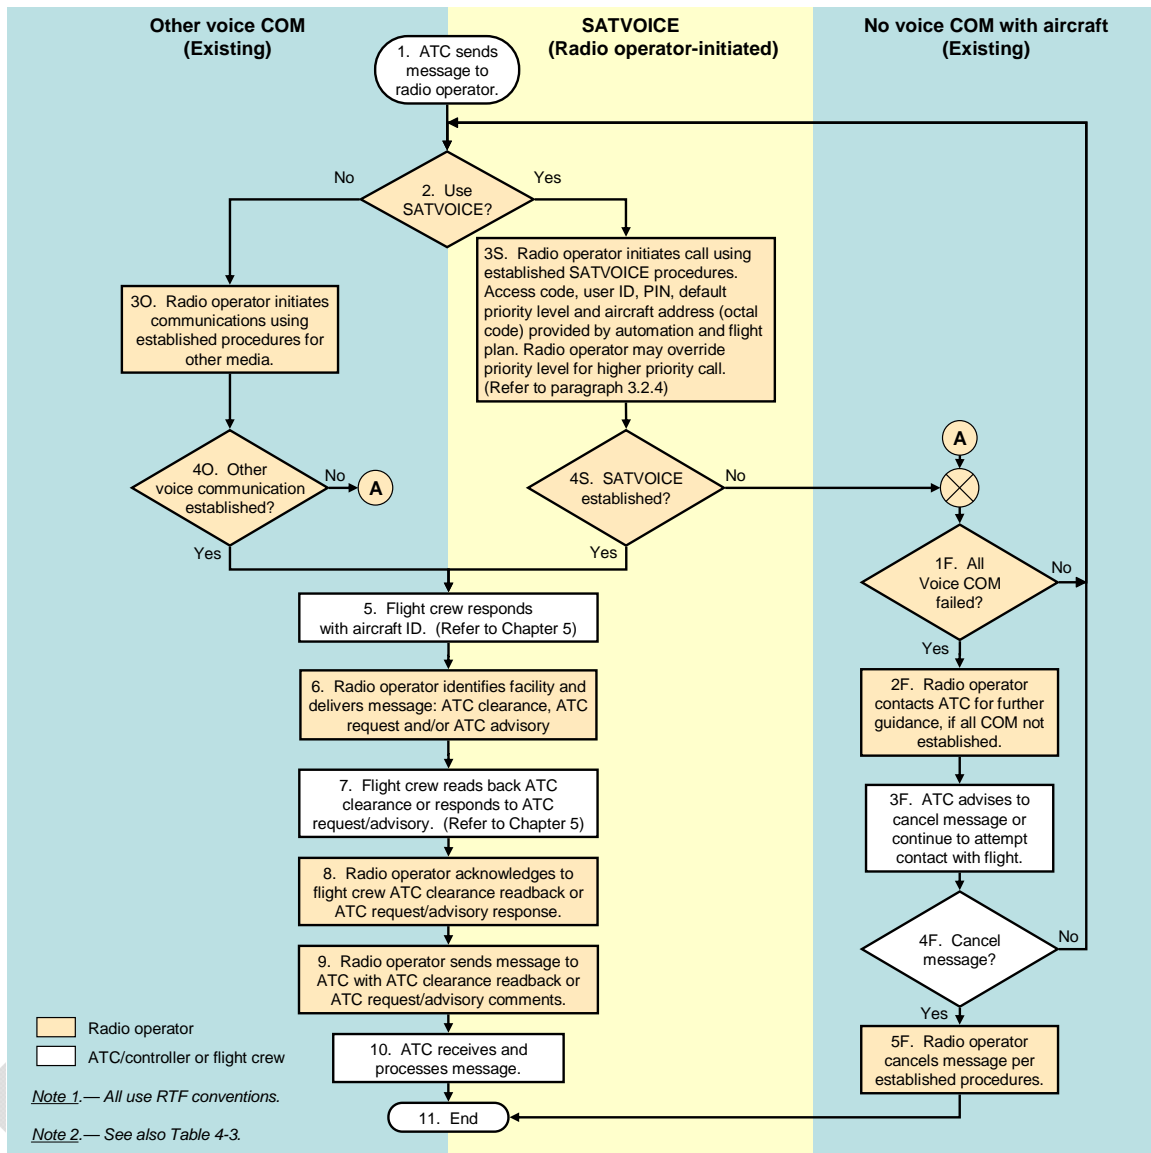 Other voice COM
(Existing)
SATVOICE
(Radio operator-initiated)
No voice COM with aircraft
(Existing)
1. ATC sends
message to
radio operator.
No
Yes
2. Use
SATVOICE?
3S. Radio operator initiates call using
established SATVOICE procedures.
Access code, user ID, PIN, default
priority level and aircraft address (octal
code) provided by automation and flight
plan. Radio operator may override
priority level for higher priority call.
(Refer to paragraph 3.2.4)
3O. Radio operator initiates
communications using
established procedures for
other media.
4O. Other
voice communication
established?
No
A
Yes
4S. SATVOICE
established?
No
Yes
A
1F. All
Voice COM
failed?
No
Yes
5. Flight crew responds
with aircraft ID. (Refer to Chapter 5)
6. Radio operator identifies facility and
delivers message: ATC clearance, ATC
request and/or ATC advisory
7. Flight crew reads back ATC
clearance or responds to ATC
request/advisory. (Refer to Chapter 5)
8. Radio operator acknowledges to
flight crew ATC clearance readback or
ATC request/advisory response.
9. Radio operator sends message to
ATC with ATC clearance readback or
ATC request/advisory comments.
10. ATC receives and
processes message.
11. End
2F. Radio operator
contacts ATC for further
guidance, if all COM not
established.
3F. ATC advises to
cancel message or
continue to attempt
contact with flight.
4F. Cancel
message?
No
Yes
5F. Radio operator
cancels message per
established procedures.
Radio operator
ATC/controller or flight crew
Note 1.— All use RTF conventions.
Note 2.— See also Table 4-3.